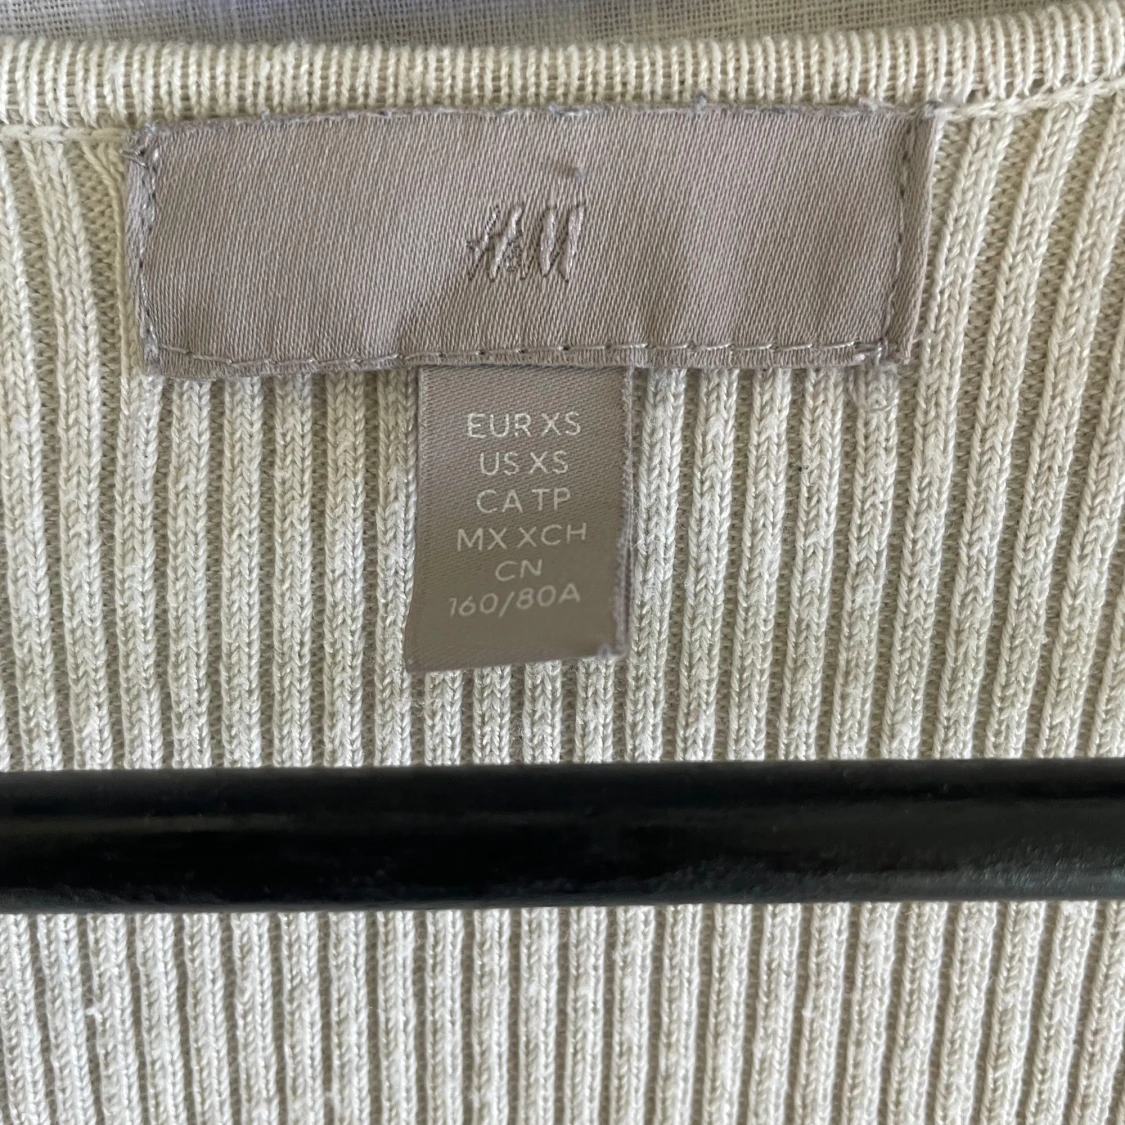 H&M
EUR XS
US XS
CA TP
MX XCH
CN
160/80A